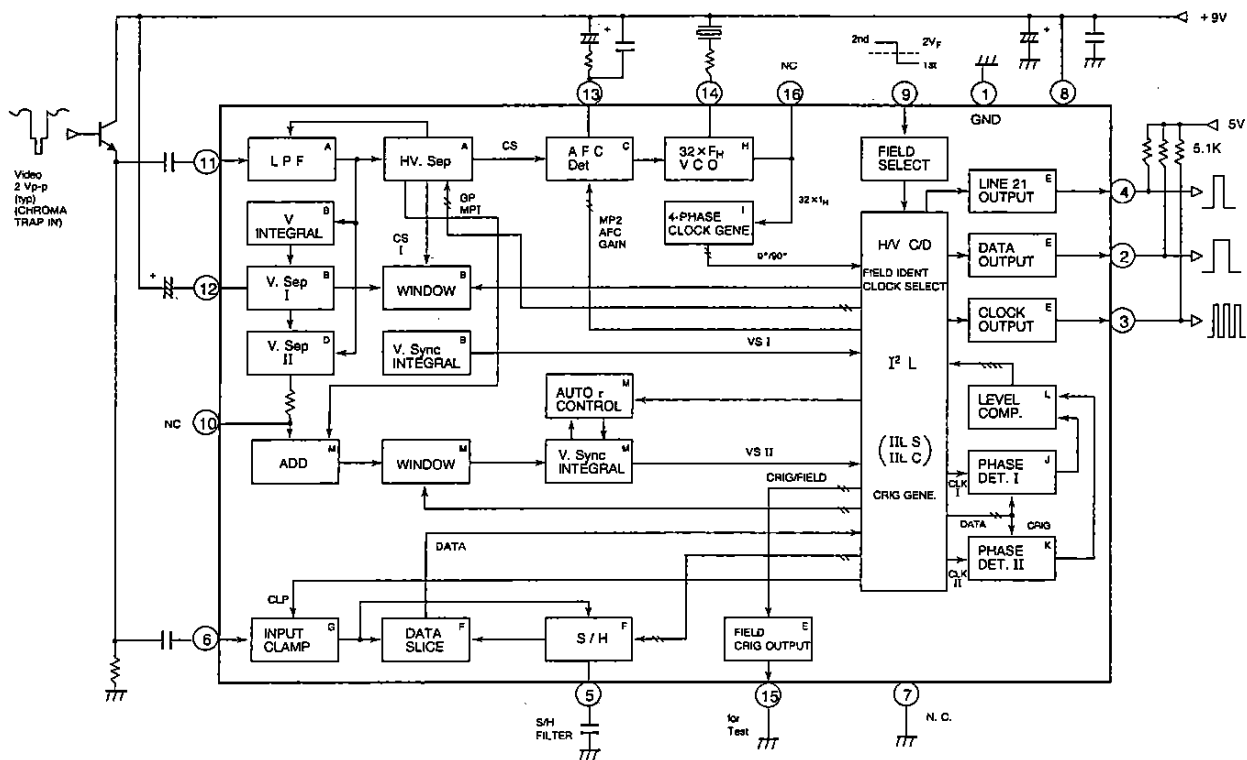 + 9V
2nd
2VF
1st
NC
13
14
16
9
1
8
GND
5V
5.1K
Video
2 Vp-p
(typ)
(CHROMA
TRAP IN)
11
L P F A
HV. Sep A
CS
A F C
Det C
32×FH
V C O H
FIELD
SELECT
LINE 21
OUTPUT E
4
GP
MP1
V
INTEGRAL B
CS
I
MP2
AFC
GAIN
4-PHASE
CLOCK GENE. I
32×fH
0°/90°
H/V C/D
FIELD IDENT
CLOCK SELECT
DATA
OUTPUT E
2
12
V. Sep
I B
WINDOW B
CLOCK
OUTPUT E
3
V. Sep
II D
V. Sync
INTEGRAL B
VS I
I² L
NC
10
AUTO r
CONTROL M
LEVEL
COMP. L
ADD M
WINDOW M
V. Sync
INTEGRAL M
VS II
(IIL S
IIL C)
CRIG/FIELD
CRIG GENE.
CLK
I
PHASE
DET. I J
DATA
CRIG
DATA
CLK
II
PHASE
DET. II K
CLP
6
INPUT
CLAMP G
DATA
SLICE F
S / H F
FIELD
CRIG OUTPUT E
5
15
7
S/H
FILTER
for
Test
N. C.